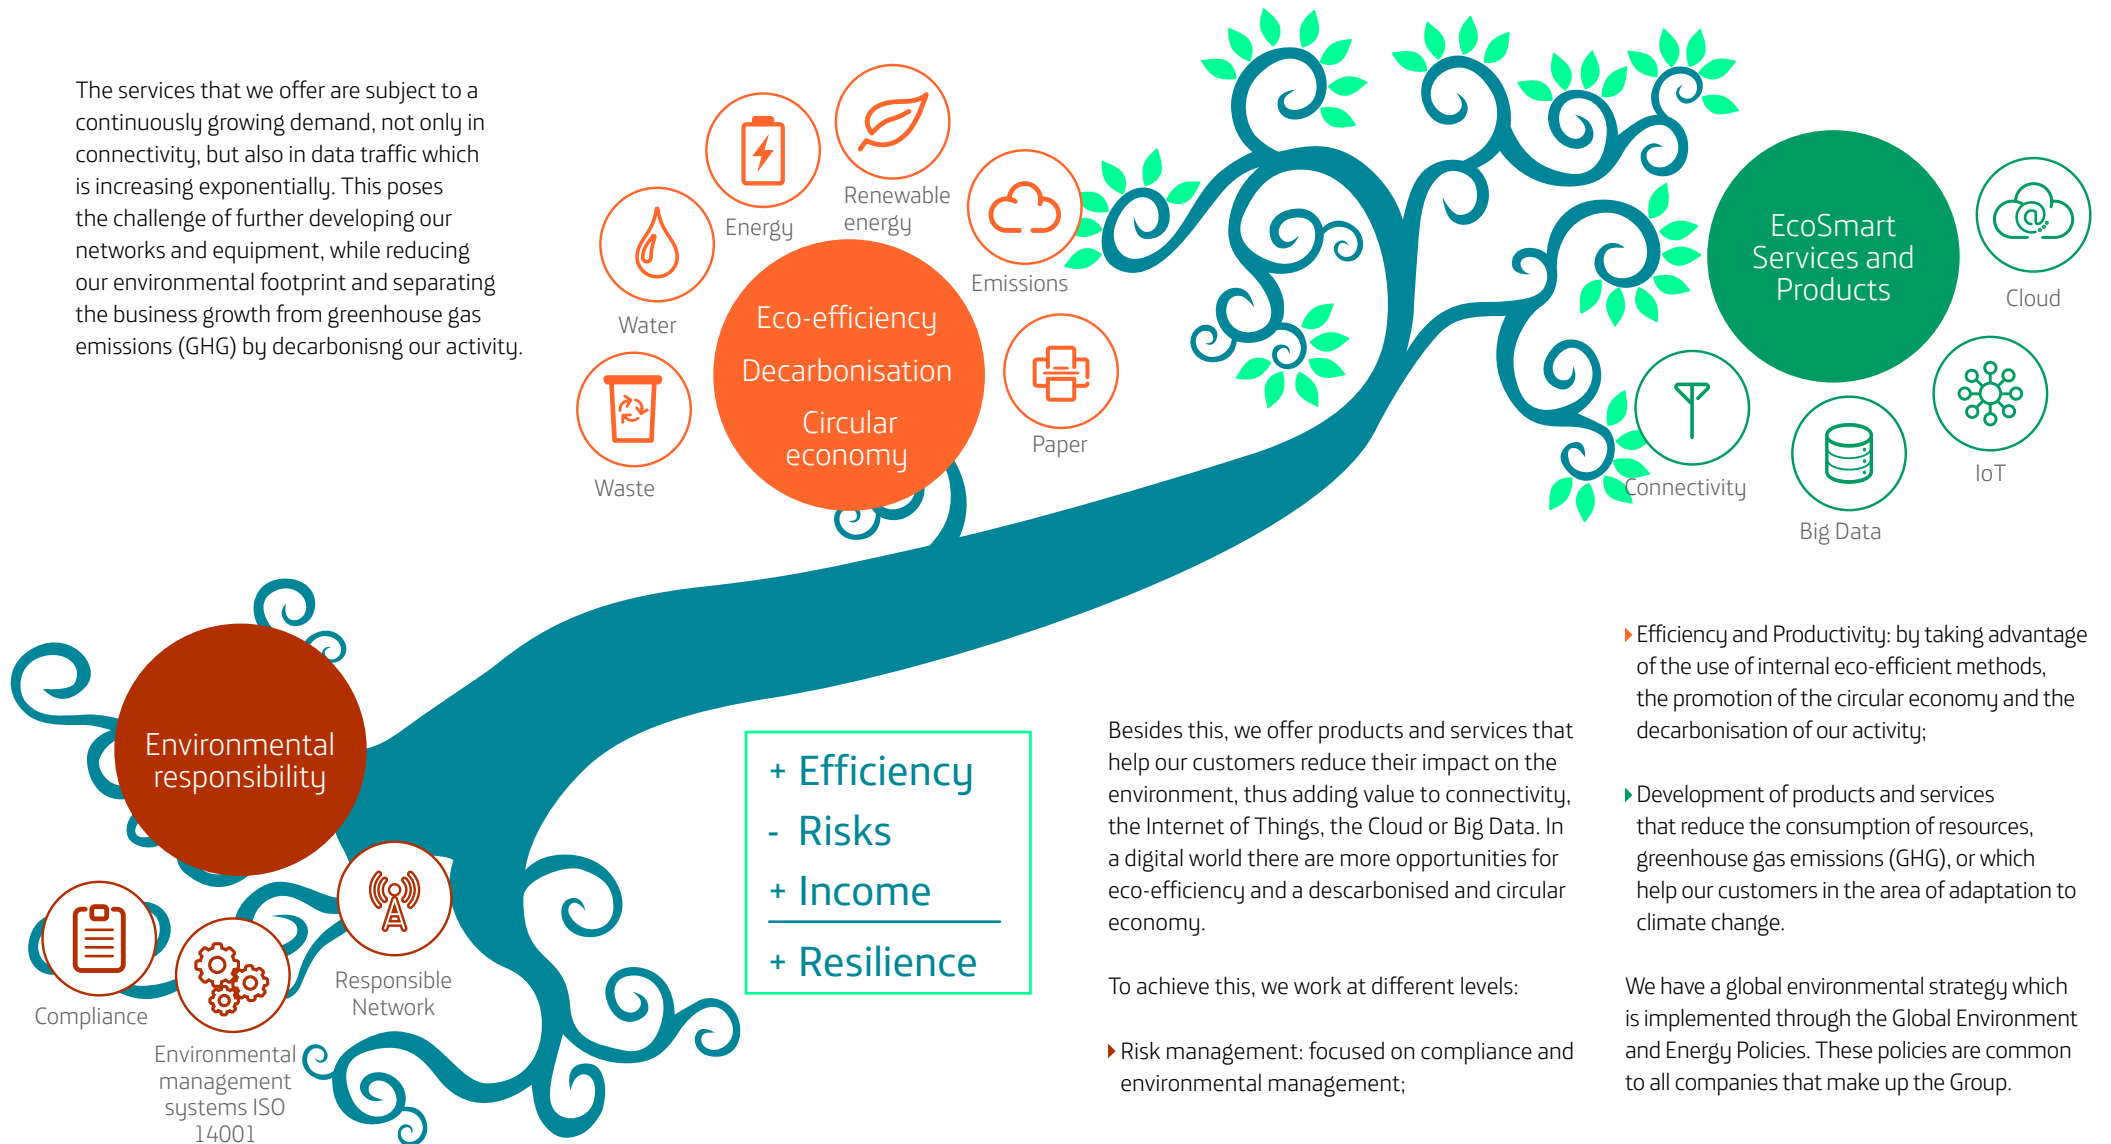 The services that we offer are subject to a
continuously growing demand, not only in
connectivity, but also in data traffic which
is increasing exponentially. This poses
the challenge of further developing our
networks and equipment, while reducing
our environmental footprint and separating
the business growth from greenhouse gas
emissions (GHG) by decarbonisng our activity.
Energy
Renewable
energy
Emissions
Water
Waste
Paper
Eco-efficiency
Decarbonisation
Circular
economy
EcoSmart
Services and
Products
Cloud
IoT
Connectivity
Big Data
Environmental
responsibility
Compliance
Environmental
management
systems ISO
14001
Responsible
Network
+ Efficiency
- Risks
+ Income
+ Resilience
Besides this, we offer products and services that
help our customers reduce their impact on the
environment, thus adding value to connectivity,
the Internet of Things, the Cloud or Big Data. In
a digital world there are more opportunities for
eco-efficiency and a descarbonised and circular
economy.
To achieve this, we work at different levels:
Risk management: focused on compliance and
environmental management;
Efficiency and Productivity: by taking advantage
of the use of internal eco-efficient methods,
the promotion of the circular economy and the
decarbonisation of our activity;
Development of products and services
that reduce the consumption of resources,
greenhouse gas emissions (GHG), or which
help our customers in the area of adaptation to
climate change.
We have a global environmental strategy which
is implemented through the Global Environment
and Energy Policies. These policies are common
to all companies that make up the Group.